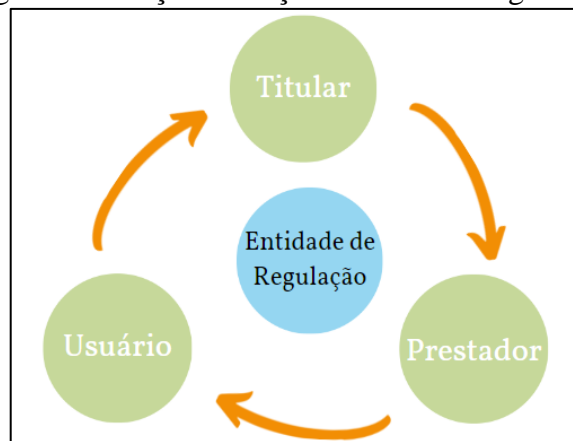 Titular
Entidade de
Regulação
Usuário
Prestador